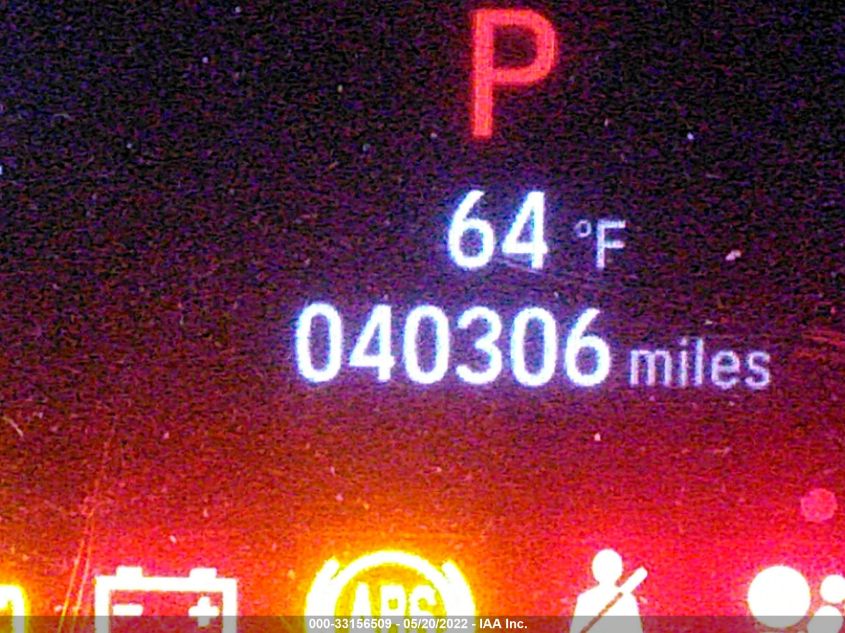 P
64 °F
040306 miles
ABS
000-33156509 - 05/20/2022 - IAA Inc.